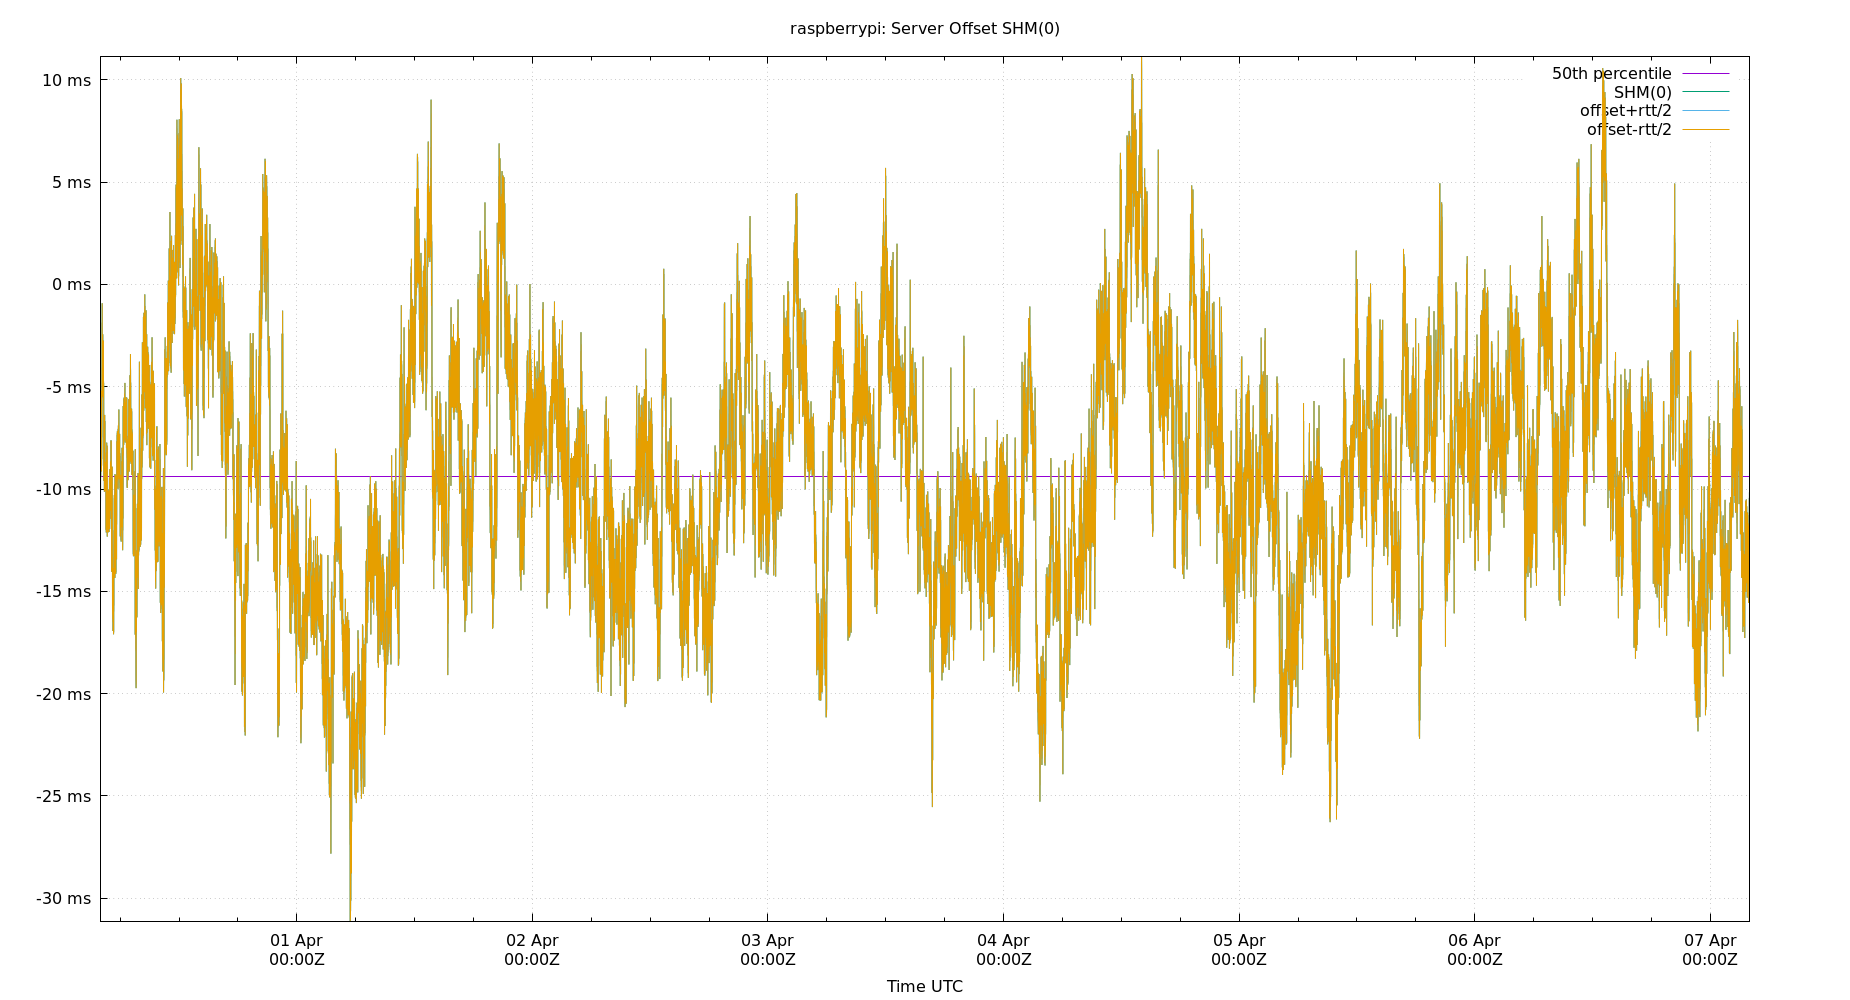 raspberrypi: Server Offset SHM(0)
10 ms
5 ms
0 ms
-5 ms
-10 ms
-15 ms
-20 ms
-25 ms
-30 ms
50th percentile
SHM(0)
offset+rtt/2
offset-rtt/2
01 Apr 02 Apr 03 Apr 04 Apr 05 Apr 06 Apr 07 Apr
00:00Z 00:00Z 00:00Z 00:00Z 00:00Z 00:00Z 00:00Z
Time UTC